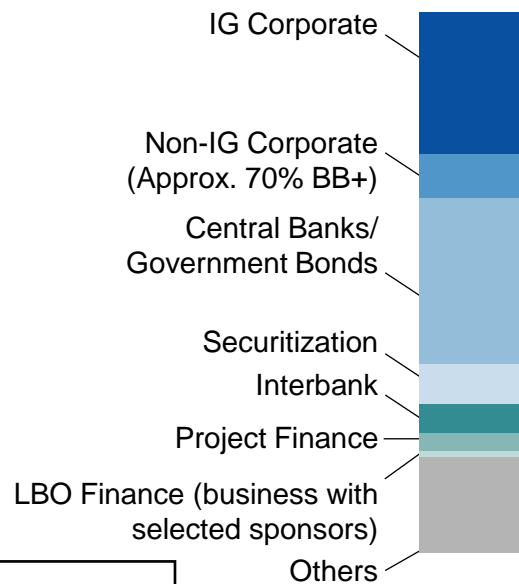 IG Corporate
Non-IG Corporate
(Approx. 70% BB+)
Central Banks/
Government Bonds
Securitization
Interbank
Project Finance
LBO Finance (business with
selected sponsors)
Others